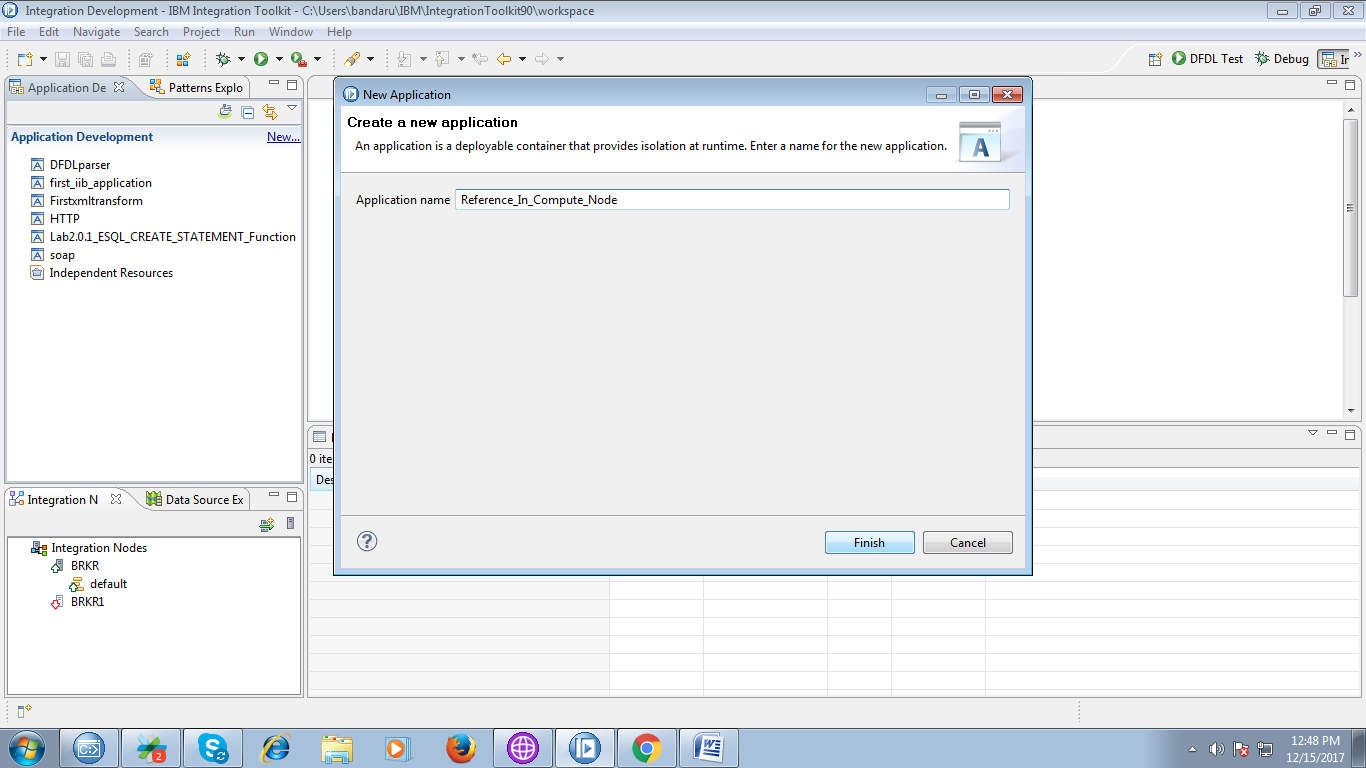 Integration Development - IBM Integration Toolkit - C:\Users\bandaru\IBM\IntegrationToolkit90\workspace
File Edit Navigate Search Project Run Window Help
DFDL Test Debug
Application De Patterns Explo
Application Development New...
DFDLparser
first_iib_application
Firstxmltransform
HTTP
Lab2.0.1_ESQL_CREATE_STATEMENT_Function
soap
Independent Resources
New Application
Create a new application
An application is a deployable container that provides isolation at runtime. Enter a name for the new application.
A
Application name Reference_In_Compute_Node
Finish Cancel
0 ite
Des
Integration N Data Source Ex
Integration Nodes
BRKR
default
BRKR1
2
12:48 PM
12/15/2017